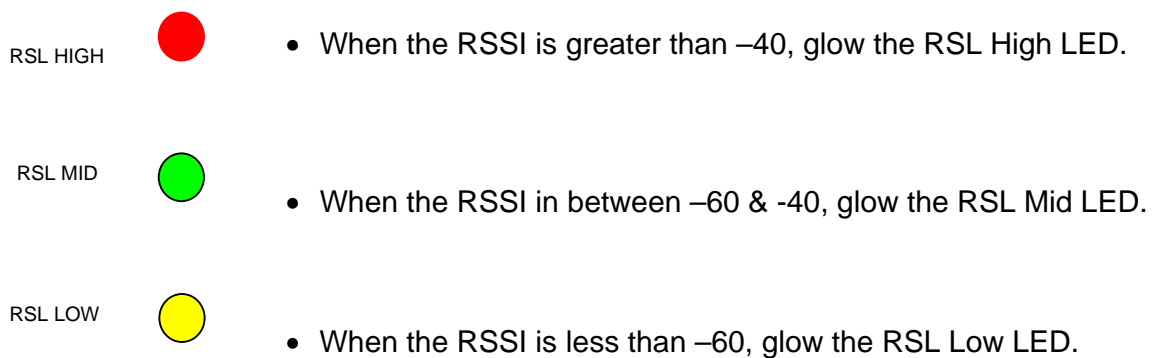 RSL HIGH
• When the RSSI is greater than –40, glow the RSL High LED.
RSL MID
• When the RSSI in between –60 & -40, glow the RSL Mid LED.
RSL LOW
• When the RSSI is less than –60, glow the RSL Low LED.